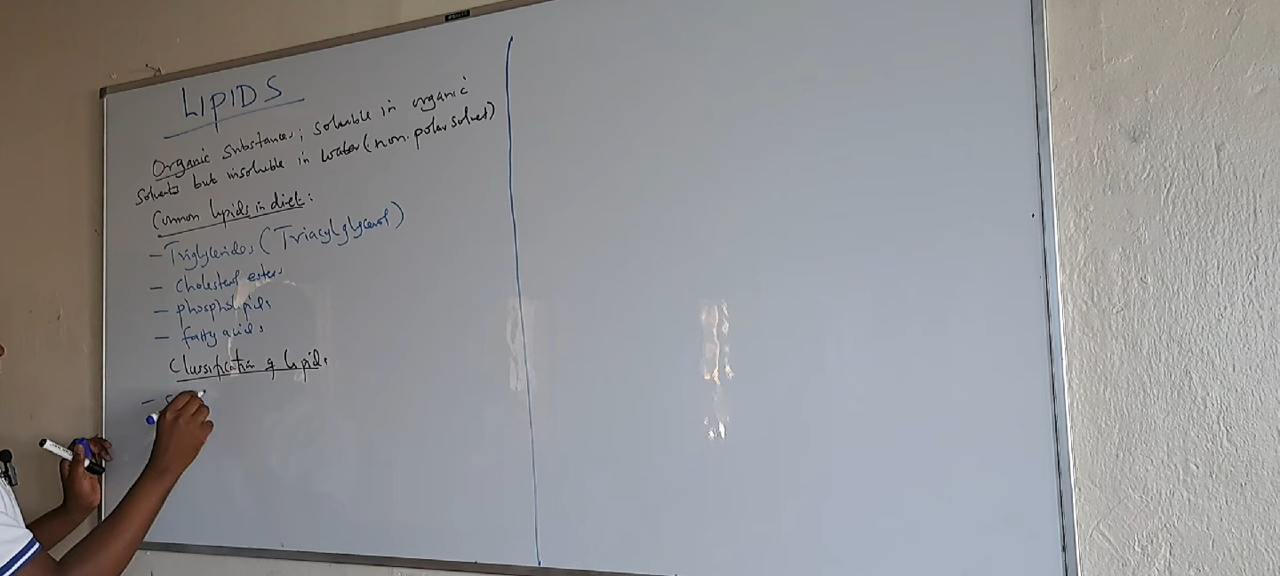 LIPIDS
Organic Substances; soluble in organic
solvents but insoluble in water (non-polar solvent)
Common lipids in diet:
- Triglycerides (Triacylglycerol)
- Cholesterol esters
- phospholipids
- fatty acids
Classification of lipids
-